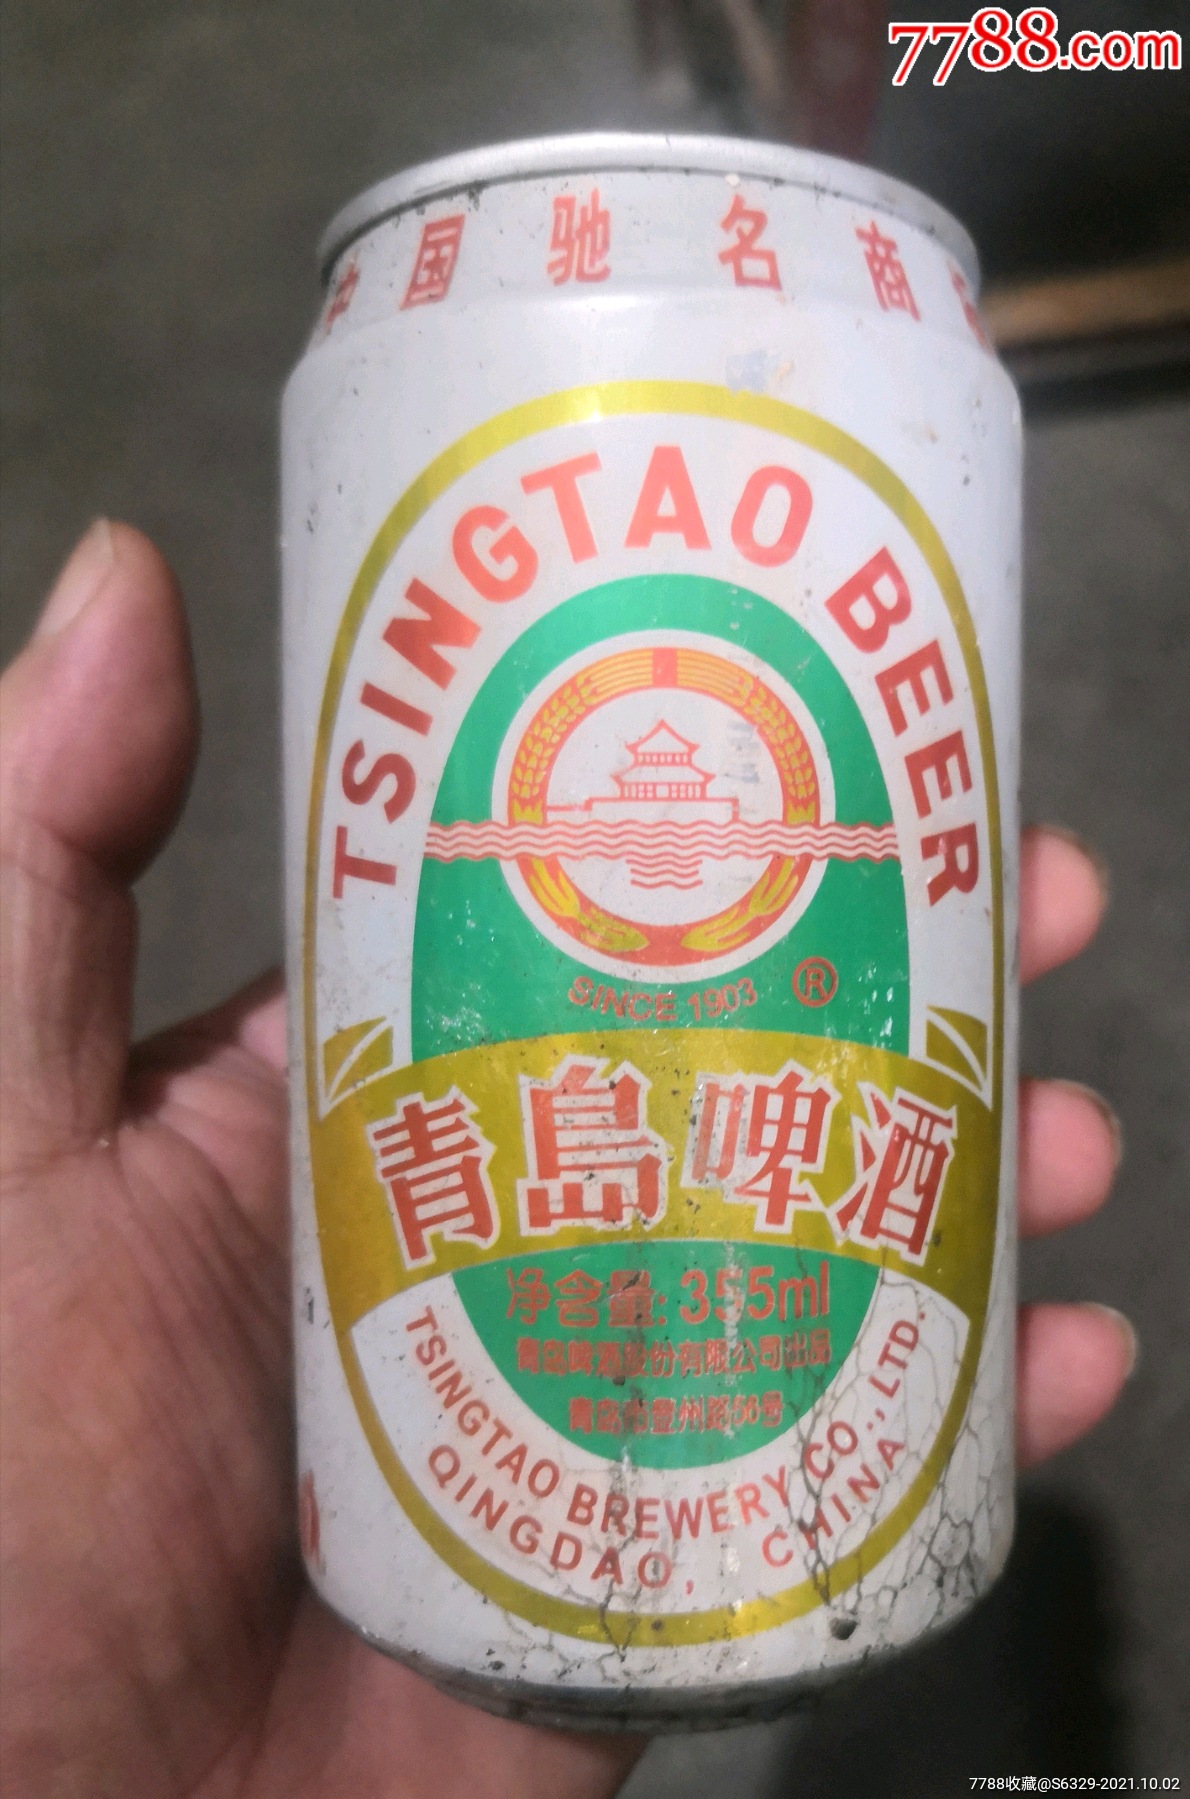 7788.com
中国驰名商
TSINGTAO BEER
SINCE 1903 ®
青島啤酒
净含量:355ml
青岛啤酒股份有限公司出品
青岛市登州路56号
TSINGTAO BREWERY CO., LTD.
QINGDAO, CHINA
7788收藏@S6329-2021.10.02